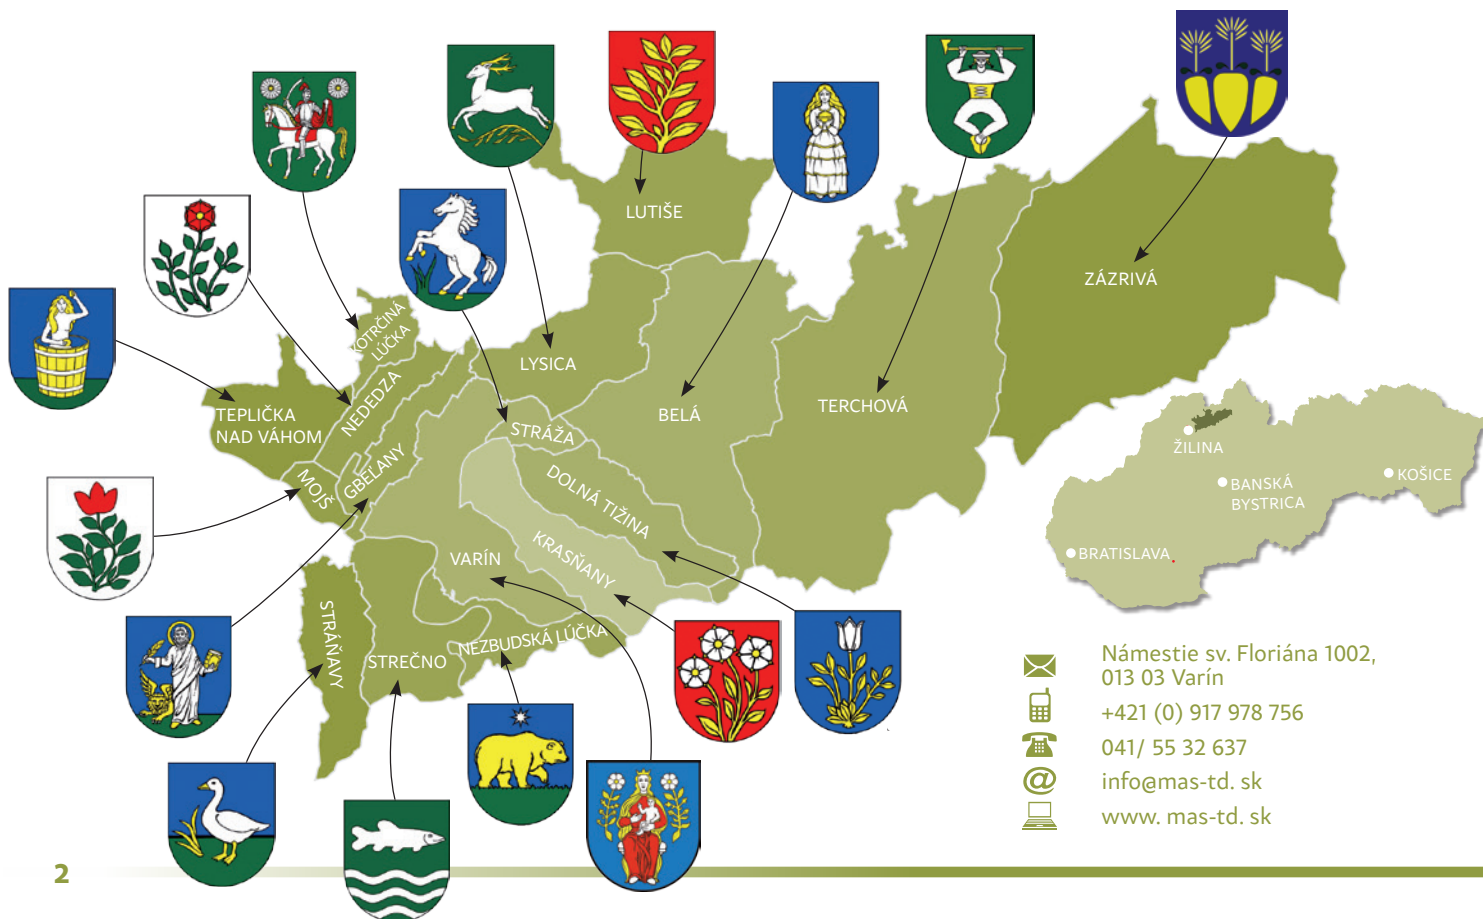 LUTIŠE
ZÁZRIVÁ
KOTRČINÁ
LÚČKA
LYSICA
NEDEDZA
BELÁ
TERCHOVÁ
TEPLIČKA
NAD VÁHOM
STRÁŽA
GBEĽANY
MOJŠ
DOLNÁ TIŽINA
KRASŇANY
VARÍN
STRÁŇAVY
STREČNO
NEZBUDSKÁ LÚČKA
ŽILINA
BANSKÁ
BYSTRICA
KOŠICE
BRATISLAVA
Námestie sv. Floriána 1002,
013 03 Varín
+421 (0) 917 978 756
041/ 55 32 637
@
info@mas-td. sk
www. mas-td. sk
2